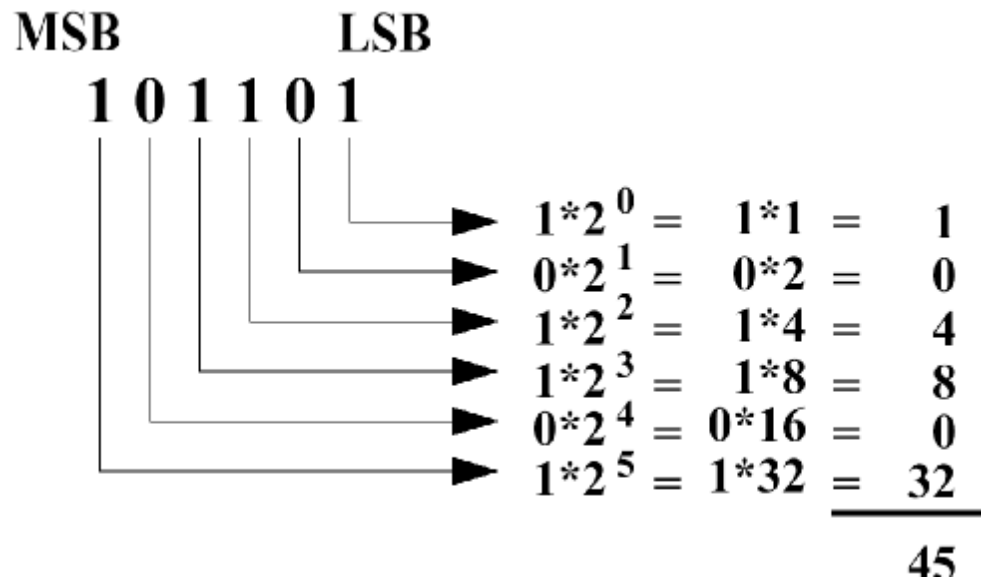 MSB LSB
1 0 1 1 0 1
1*2^0 = 1*1 = 1
0*2^1 = 0*2 = 0
1*2^2 = 1*4 = 4
1*2^3 = 1*8 = 8
0*2^4 = 0*16 = 0
1*2^5 = 1*32 = 32
45